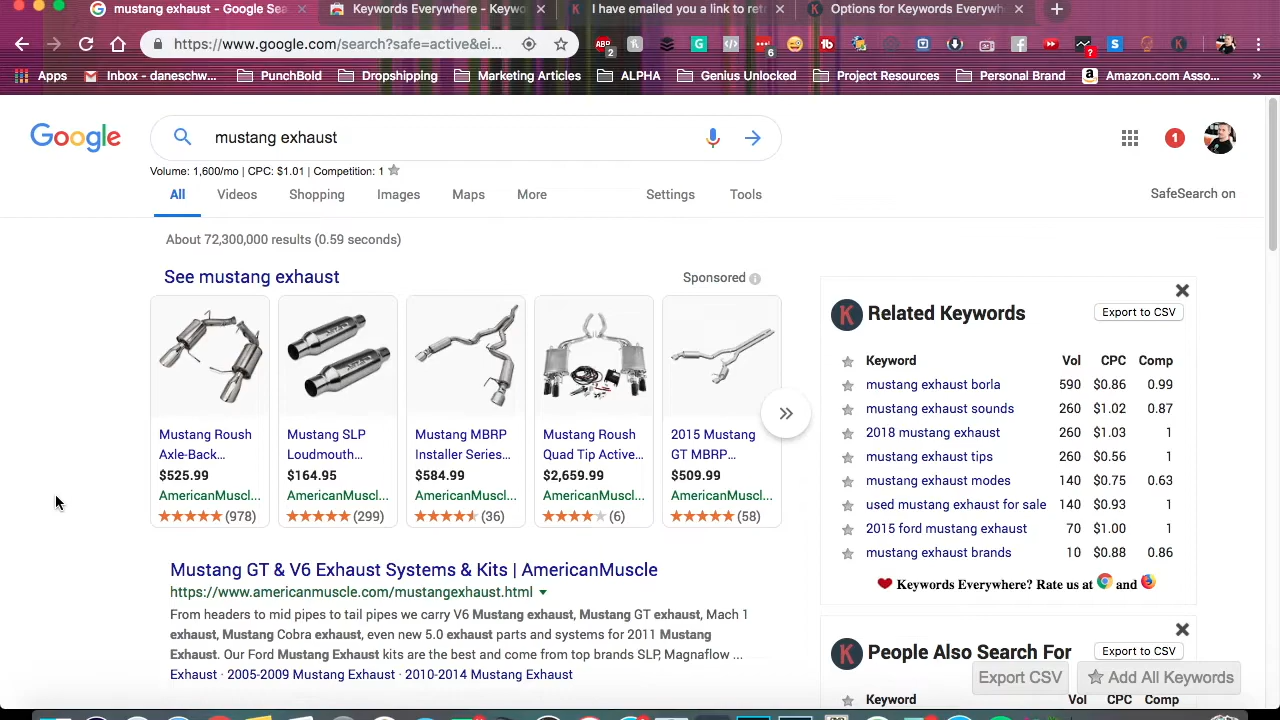 mustang exhaust - Google Sea
Keywords Everywhere - Keywo
I have emailed you a link to retr
Options for Keywords Everywh
https://www.google.com/search?safe=active&ei...
ABP
2
6
?
Apps
Inbox - daneschw...
PunchBold
Dropshipping
Marketing Articles
ALPHA
Genius Unlocked
Project Resources
Personal Brand
Amazon.com Asso...
»
Google
mustang exhaust
1
Volume: 1,600/mo | CPC: $1.01 | Competition: 1
All Videos Shopping Images Maps More Settings Tools
SafeSearch on
About 72,300,000 results (0.59 seconds)
See mustang exhaust
Sponsored
Mustang Roush
Axle-Back...
$525.99
AmericanMuscl...
(978)
Mustang SLP
Loudmouth...
$164.95
AmericanMuscl...
(299)
Mustang MBRP
Installer Series...
$584.99
AmericanMuscl...
(36)
Mustang Roush
Quad Tip Active...
$2,659.99
AmericanMuscl...
(6)
2015 Mustang
GT MBRP...
$509.99
AmericanMuscl...
(58)
Mustang GT & V6 Exhaust Systems & Kits | AmericanMuscle
https://www.americanmuscle.com/mustangexhaust.html
From headers to mid pipes to tail pipes we carry V6 Mustang exhaust, Mustang GT exhaust, Mach 1
exhaust, Mustang Cobra exhaust, even new 5.0 exhaust parts and systems for 2011 Mustang
Exhaust. Our Ford Mustang Exhaust kits are the best and come from top brands SLP, Magnaflow ...
Exhaust · 2005-2009 Mustang Exhaust · 2010-2014 Mustang Exhaust
K Related Keywords
Export to CSV
Keyword Vol CPC Comp
mustang exhaust borla 590 $0.86 0.99
mustang exhaust sounds 260 $1.02 0.87
2018 mustang exhaust 260 $1.03 1
mustang exhaust tips 260 $0.56 1
mustang exhaust modes 140 $0.75 0.63
used mustang exhaust for sale 140 $0.93 1
2015 ford mustang exhaust 70 $1.00 1
mustang exhaust brands 10 $0.88 0.86
Keywords Everywhere? Rate us at and
K People Also Search For
Export to CSV
Export CSV
Add All Keywords
Keyword Vol CPC Comp